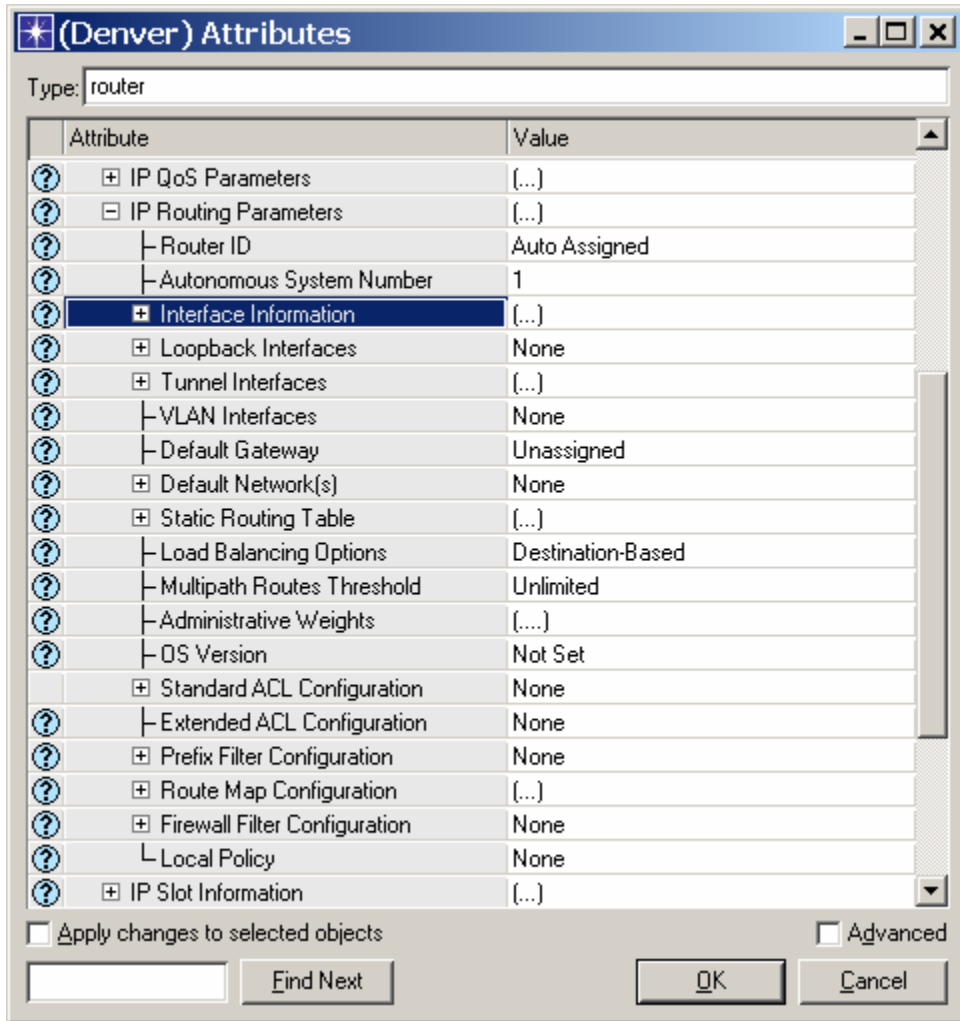 (Denver) Attributes
Type: router
Attribute Value
IP QoS Parameters (...)
IP Routing Parameters (...)
Router ID Auto Assigned
Autonomous System Number 1
Interface Information (...)
Loopback Interfaces None
Tunnel Interfaces (...)
VLAN Interfaces None
Default Gateway Unassigned
Default Network(s) None
Static Routing Table (...)
Load Balancing Options Destination-Based
Multipath Routes Threshold Unlimited
Administrative Weights (....)
OS Version Not Set
Standard ACL Configuration None
Extended ACL Configuration None
Prefix Filter Configuration None
Route Map Configuration (...)
Firewall Filter Configuration None
Local Policy None
IP Slot Information (...)
Apply changes to selected objects Advanced
Find Next OK Cancel